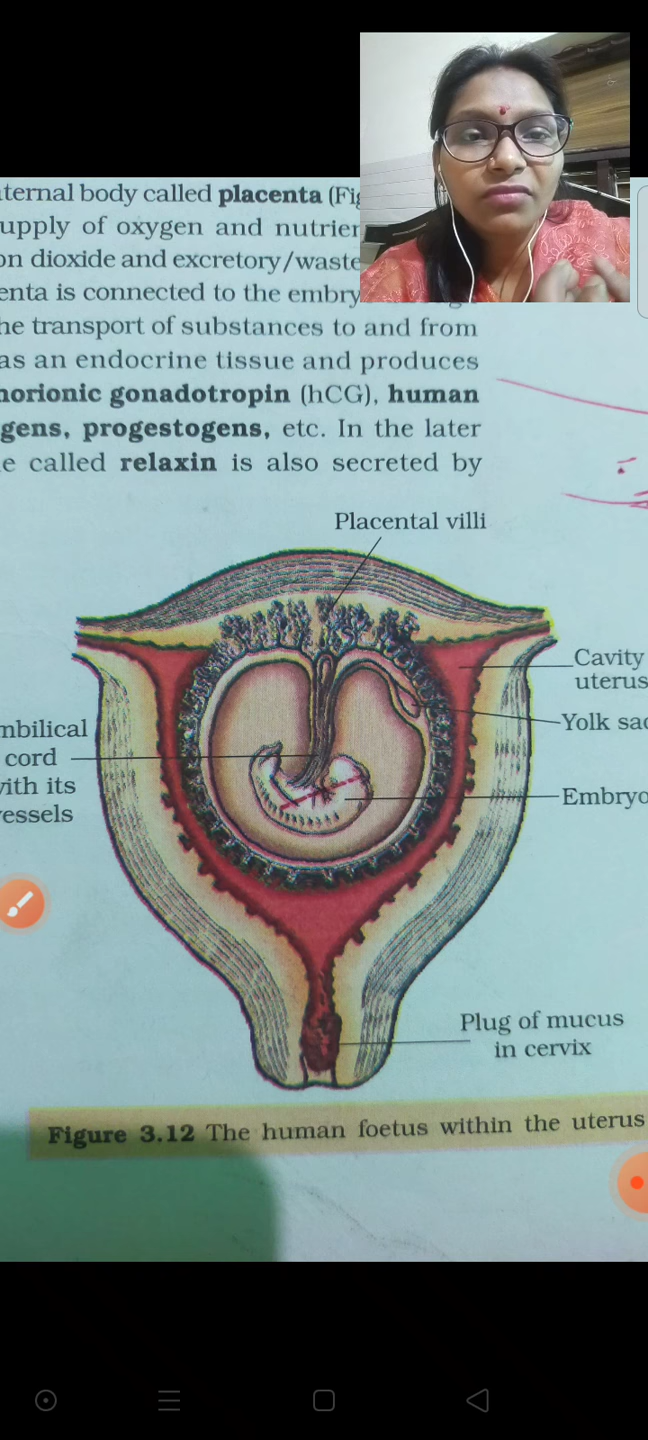 ternal body called placenta (Fig
upply of oxygen and nutrien
on dioxide and excretory/waste
enta is connected to the embry
he transport of substances to and from
as an endocrine tissue and produces
horionic gonadotropin (hCG), human
gens, progestogens, etc. In the later
e called relaxin is also secreted by
Placental villi
Cavity
uterus
Yolk sac
mbilical
cord
with its
vessels
Embryo
Plug of mucus
in cervix
Figure 3.12 The human foetus within the uterus